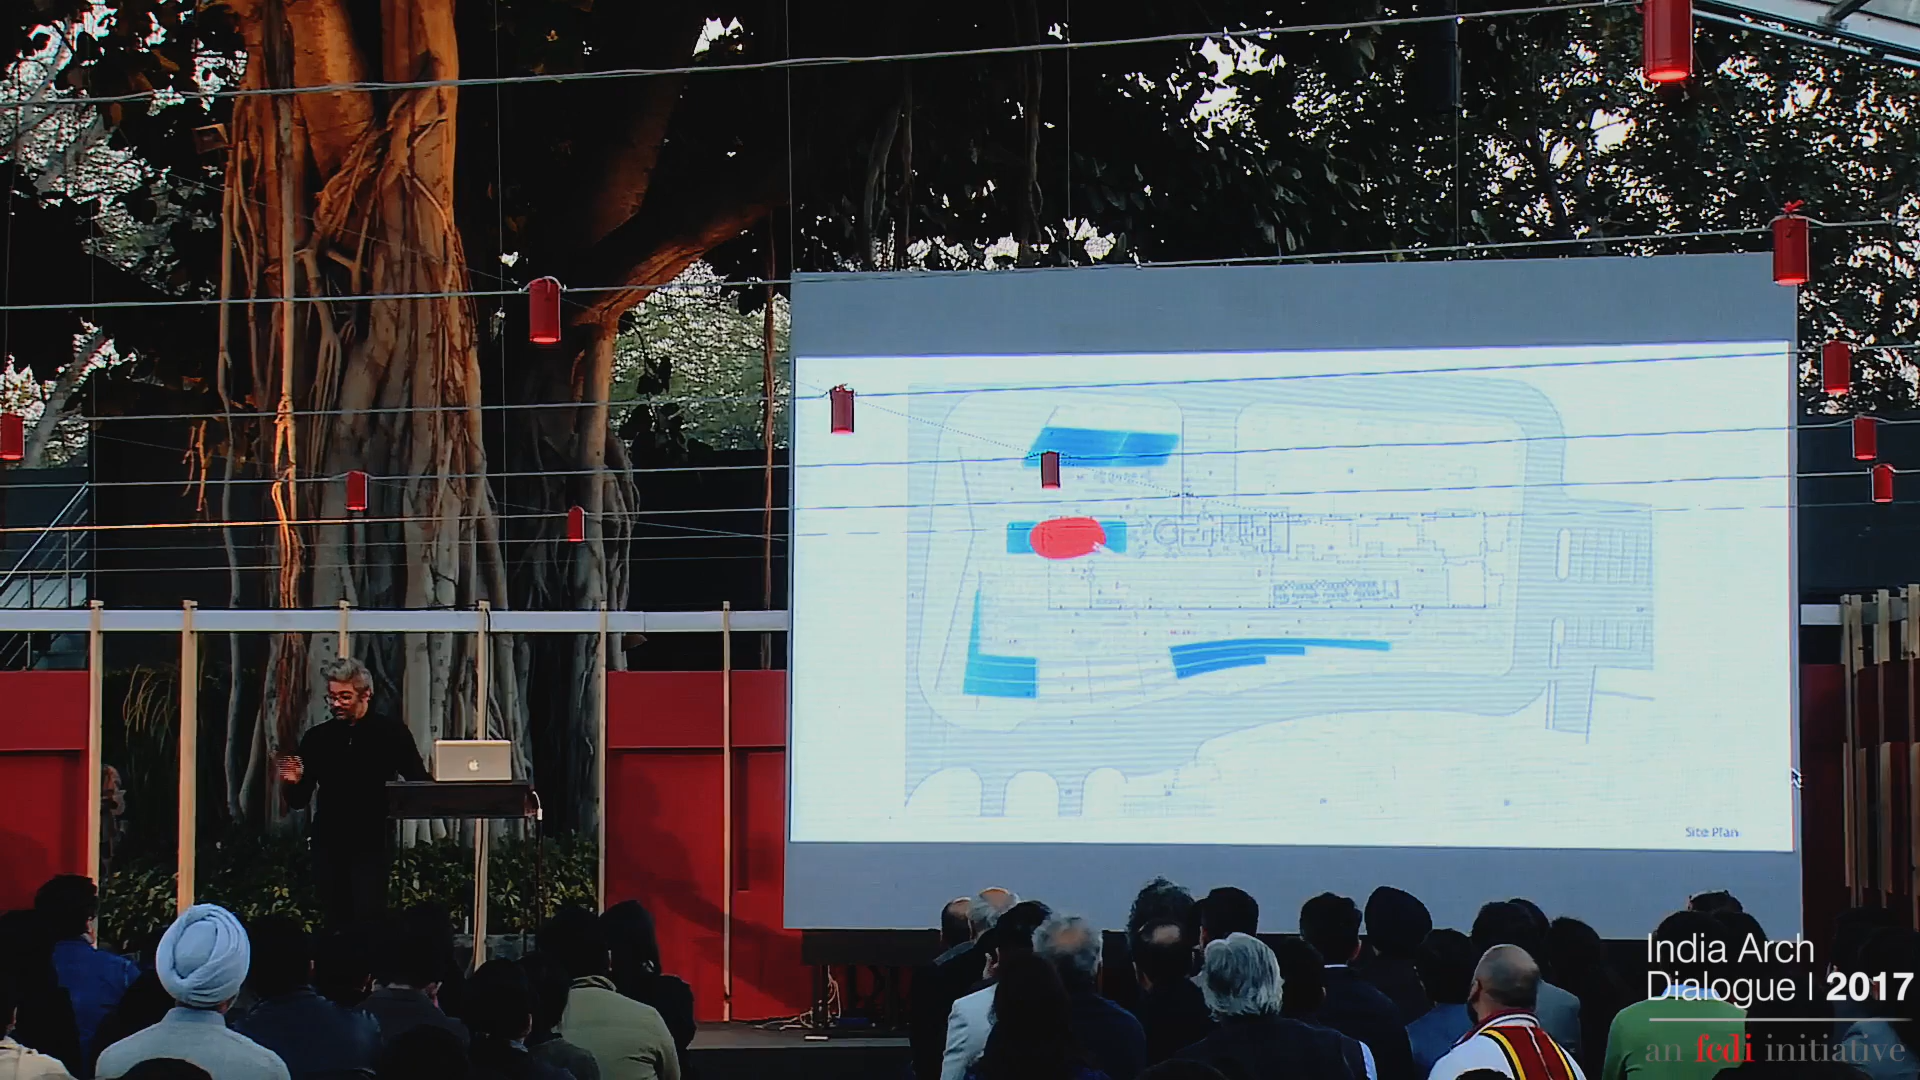 Site Plan
India Arch
Dialogue | 2017
an fcdi initiative